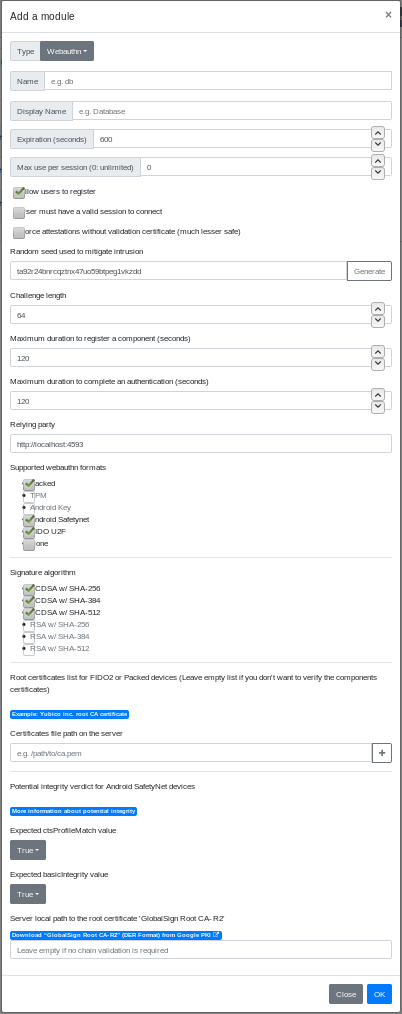 Add a module
×
Type Webauthn
Name e.g. db
Display Name e.g. Database
Expiration (seconds) 600
Max use per session (0: unlimited) 0
llow users to register
ser must have a valid session to connect
orce attestations without validation certificate (much lesser safe)
Random seed used to mitigate intrusion
Generate
Challenge length
64
Maximum duration to register a component (seconds)
120
Maximum duration to complete an authentication (seconds)
120
Relying party
http://localhost:4593
Supported webauthn formats
acked
TPM
Android Key
ndroid Safetynet
IDO U2F
one
Signature algorithm
CDSA w/ SHA-256
CDSA w/ SHA-384
CDSA w/ SHA-512
RSA w/ SHA-256
RSA w/ SHA-384
RSA w/ SHA-512
Root certificates list for FIDO2 or Packed devices (Leave empty list if you don't want to verify the components
certificates)
Example: Yubico inc. root CA certificate
Certificates file path on the server
e.g. /path/to/ca.pem +
Potential integrity verdict for Android SafetyNet devices
More information about potential integrity
Expected ctsProfileMatch value
True
Expected basicIntegrity value
True
Server local path to the root certificate 'GlobalSign Root CA- R2'
Download "GlobalSign Root CA-R2" (DER Format) from Google PKI
Leave empty if no chain validation is required
Close OK